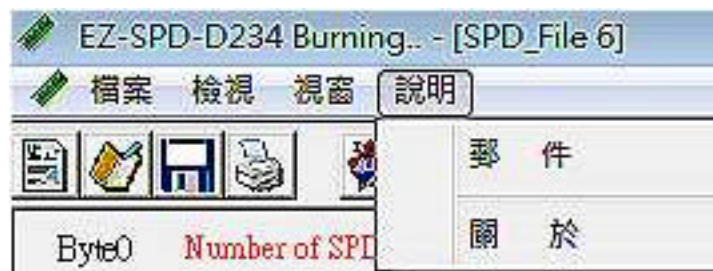 EZ-SPD-D234 Burning.. - [SPD_File 6]
檔案 檢視 視窗 說明
郵 件
Byte0 Number of SPD
關 於